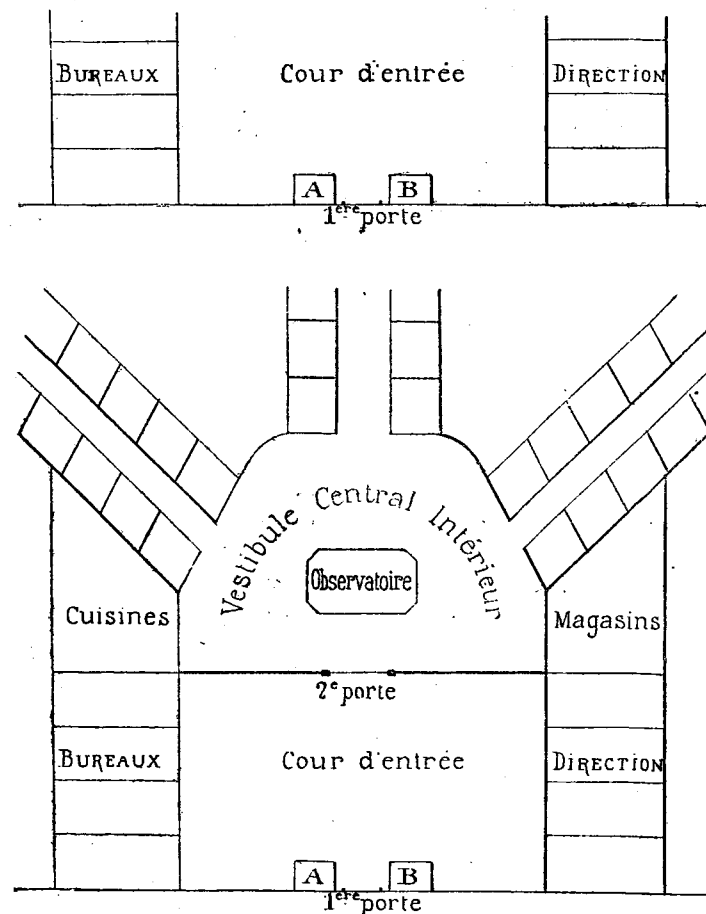 BUREAUX
Cour d'entrée
DIRECTION
A
B
1ère porte
Vestibule Central Intérieur
Observatoire
Cuisines
Magasins
2e porte
BUREAUX
Cour d'entrée
DIRECTION
A
B
1ère porte